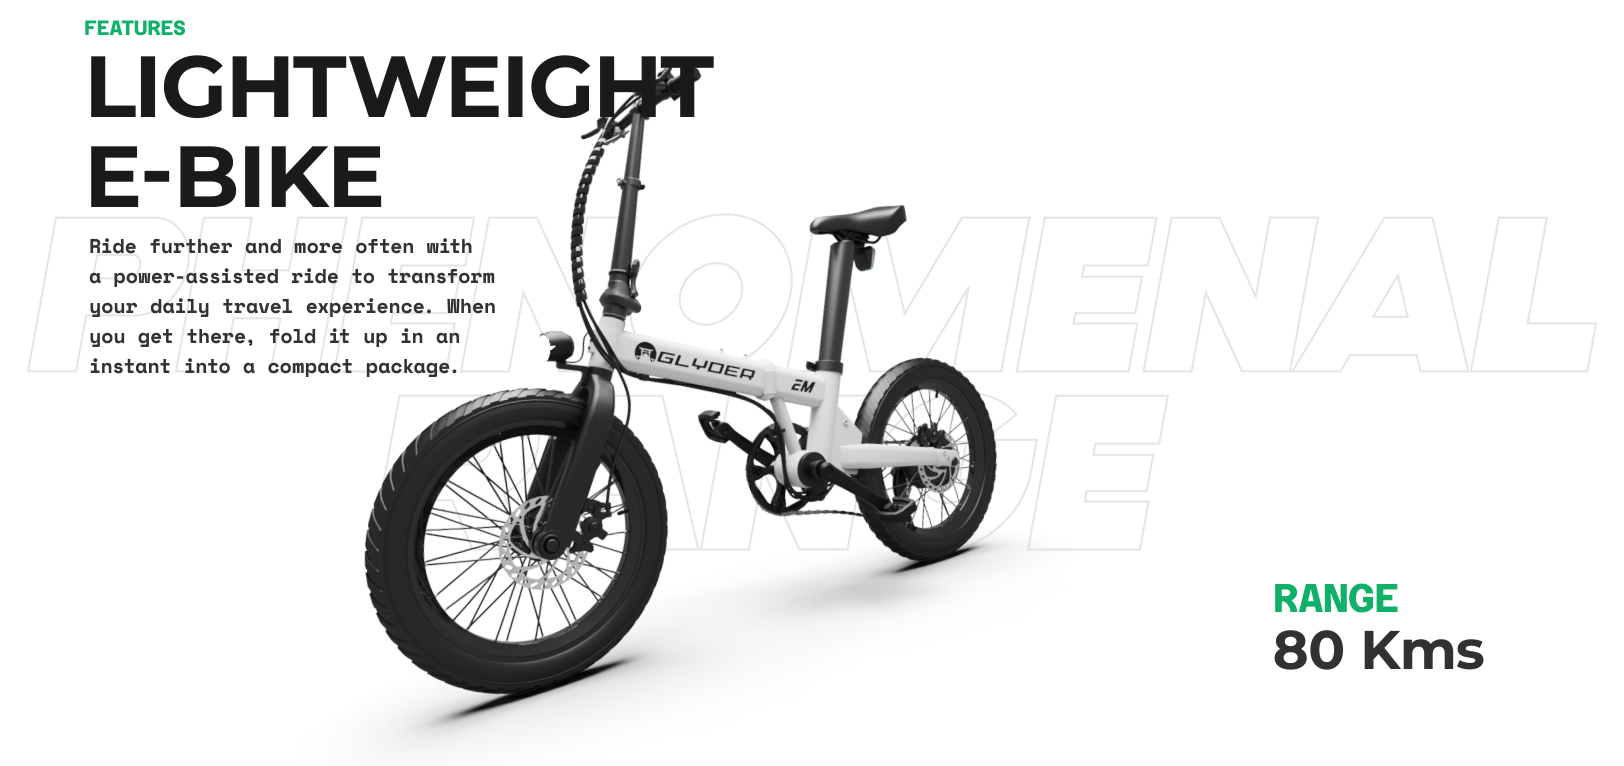 FEATURES
LIGHTWEIGHT
E-BIKE
PHENOMENAL
RANGE
Ride further and more often with
a power-assisted ride to transform
your daily travel experience. When
you get there, fold it up in an
instant into a compact package.
GLYDER
EM
RANGE
80 Kms